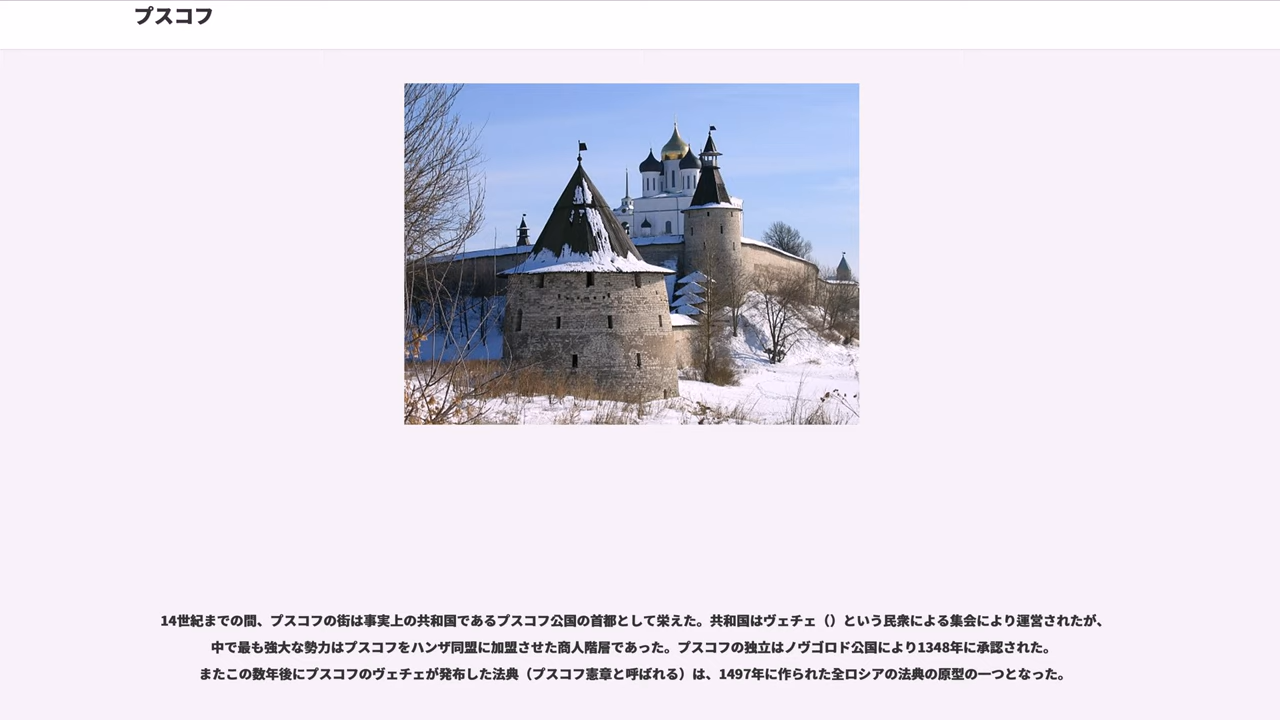 プスコフ
14世紀までの間、プスコフの街は事実上の共和国であるプスコフ公国の首都として栄えた。共和国はヴェチェ（）という民衆による集会により運営されたが、
中で最も強大な勢力はプスコフをハンザ同盟に加盟させた商人階層であった。プスコフの独立はノヴゴロド公国により1348年に承認された。
またこの数年後にプスコフのヴェチェが発布した法典（プスコフ憲章と呼ばれる）は、1497年に作られた全ロシアの法典の原型の一つとなった。